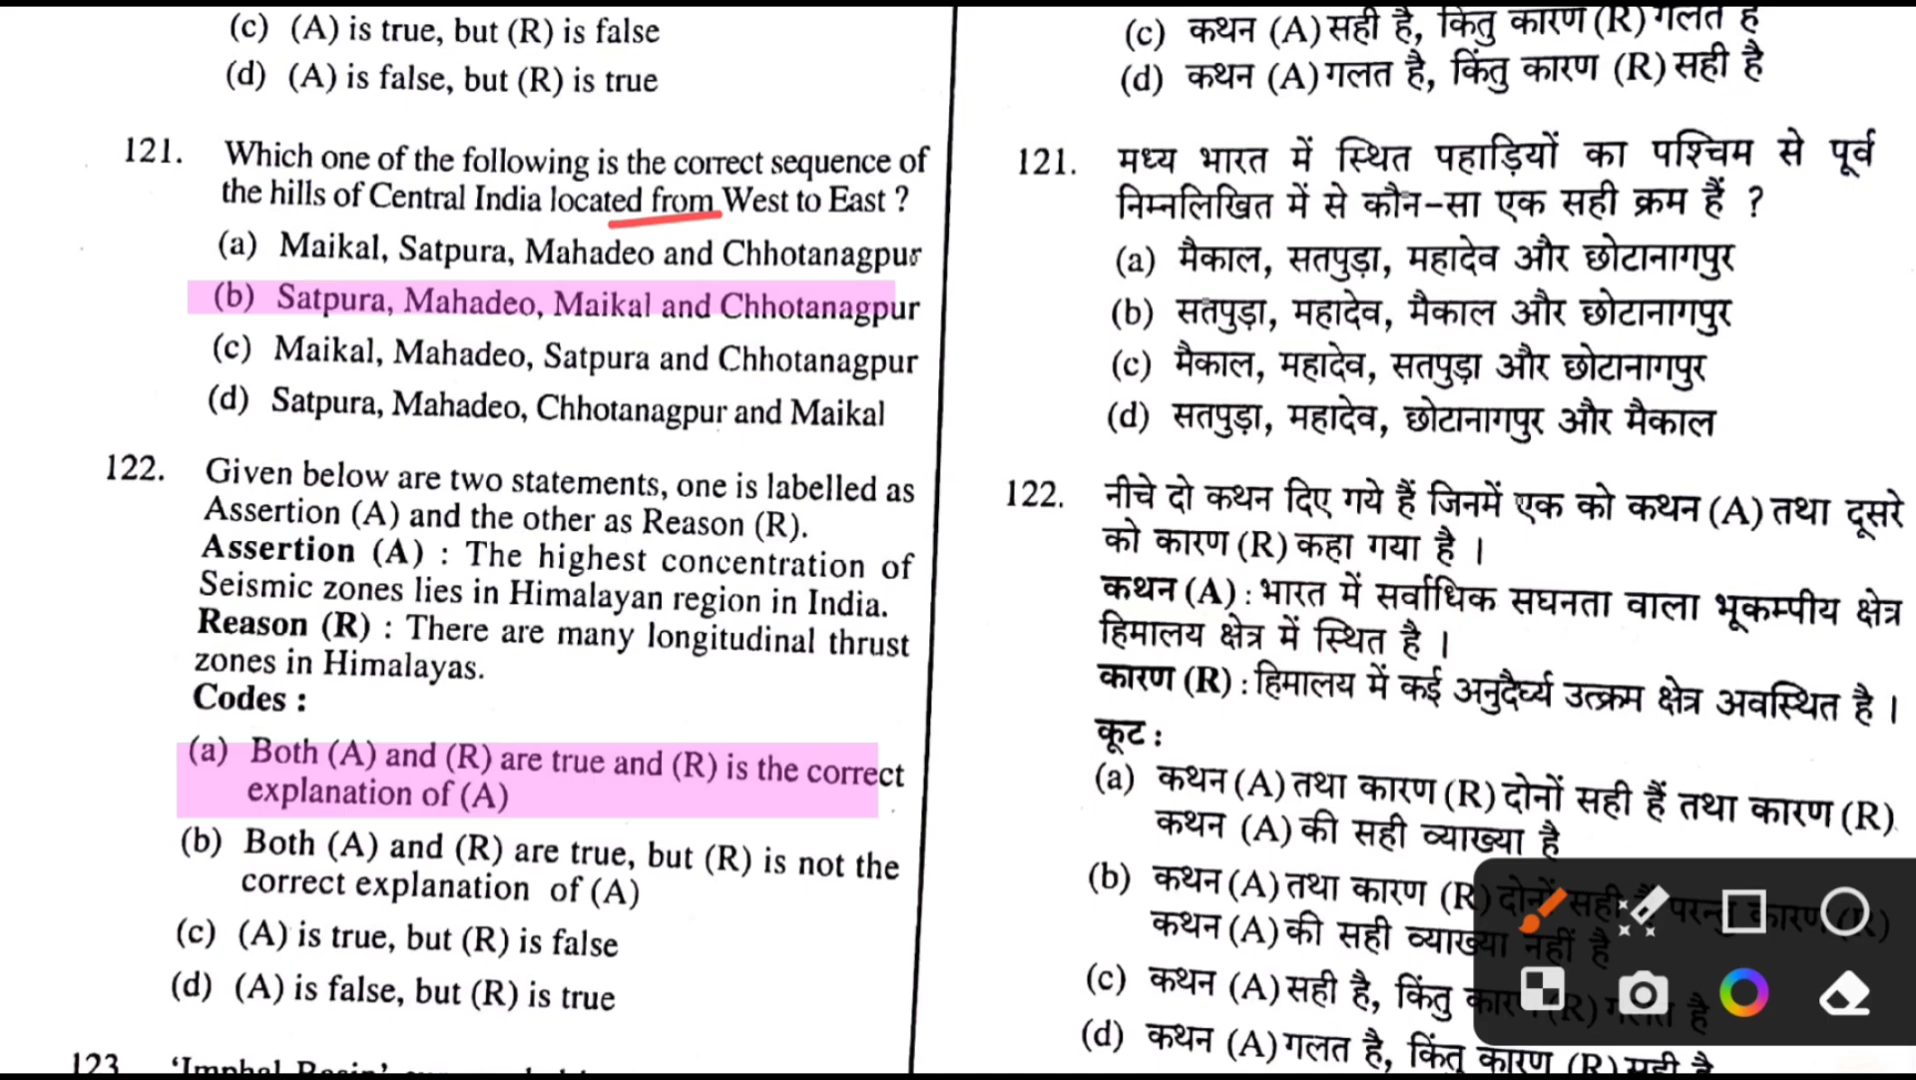 (c) (A) is true, but (R) is false
(d) (A) is false, but (R) is true
121. Which one of the following is the correct sequence of
the hills of Central India located from West to East ?
(a) Maikal, Satpura, Mahadeo and Chhotanagpur
(b) Satpura, Mahadeo, Maikal and Chhotanagpur
(c) Maikal, Mahadeo, Satpura and Chhotanagpur
(d) Satpura, Mahadeo, Chhotanagpur and Maikal
122. Given below are two statements, one is labelled as
Assertion (A) and the other as Reason (R).
Assertion (A) : The highest concentration of
Seismic zones lies in Himalayan region in India.
Reason (R) : There are many longitudinal thrust
zones in Himalayas.
Codes :
(a) Both (A) and (R) are true and (R) is the correct
explanation of (A)
(b) Both (A) and (R) are true, but (R) is not the
correct explanation of (A)
(c) (A) is true, but (R) is false
(d) (A) is false, but (R) is true
123
(c) कथन (A) सही है, किंतु कारण (R) गलत है
(d) कथन (A) गलत है, किंतु कारण (R) सही है
121. मध्य भारत में स्थित पहाड़ियों का पश्चिम से पूर्व
निम्नलिखित में से कौन-सा एक सही क्रम हैं ?
(a) मैकाल, सतपुड़ा, महादेव और छोटानागपुर
(b) सतपुड़ा, महादेव, मैकाल और छोटानागपुर
(c) मैकाल, महादेव, सतपुड़ा और छोटानागपुर
(d) सतपुड़ा, महादेव, छोटानागपुर और मैकाल
122. नीचे दो कथन दिए गये हैं जिनमें एक को कथन (A) तथा दूसरे
को कारण (R) कहा गया है ।
कथन (A) : भारत में सर्वाधिक सघनता वाला भूकम्पीय क्षेत्र
हिमालय क्षेत्र में स्थित है ।
कारण (R) : हिमालय में कई अनुदैर्घ्य उत्क्रम क्षेत्र अवस्थित है ।
कूट :
(a) कथन (A) तथा कारण (R) दोनों सही हैं तथा कारण (R)
कथन (A) की सही व्याख्या है
(b) कथन (A) तथा कारण (R) दोनों सही हैं परन्तु कारण (R)
कथन (A) की सही व्याख्या नहीं है
(c) कथन (A) सही है, किंतु कारण (R) गलत है
(d) कथन (A) गलत है, किंतु कारण (R) सही है